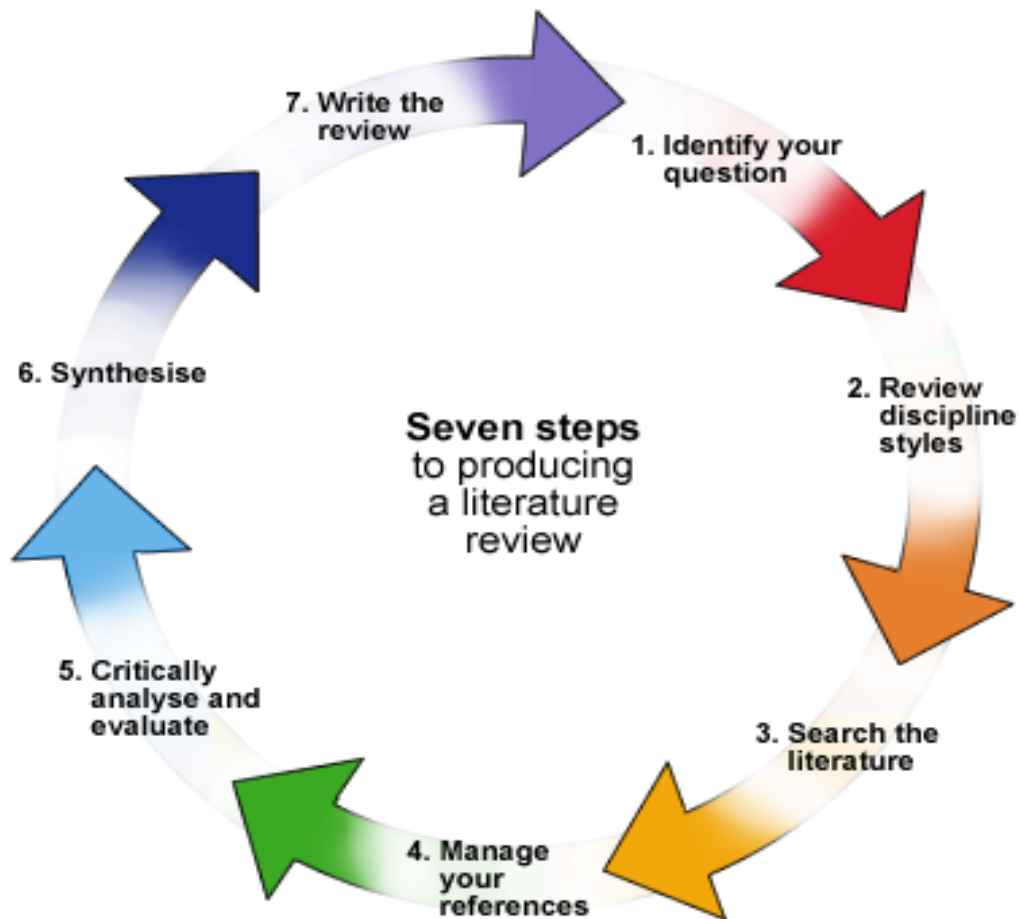 Seven steps
to producing
a literature
review
1. Identify your
question
2. Review
discipline
styles
3. Search the
literature
4. Manage
your
references
5. Critically
analyse and
evaluate
6. Synthesise
7. Write the
review